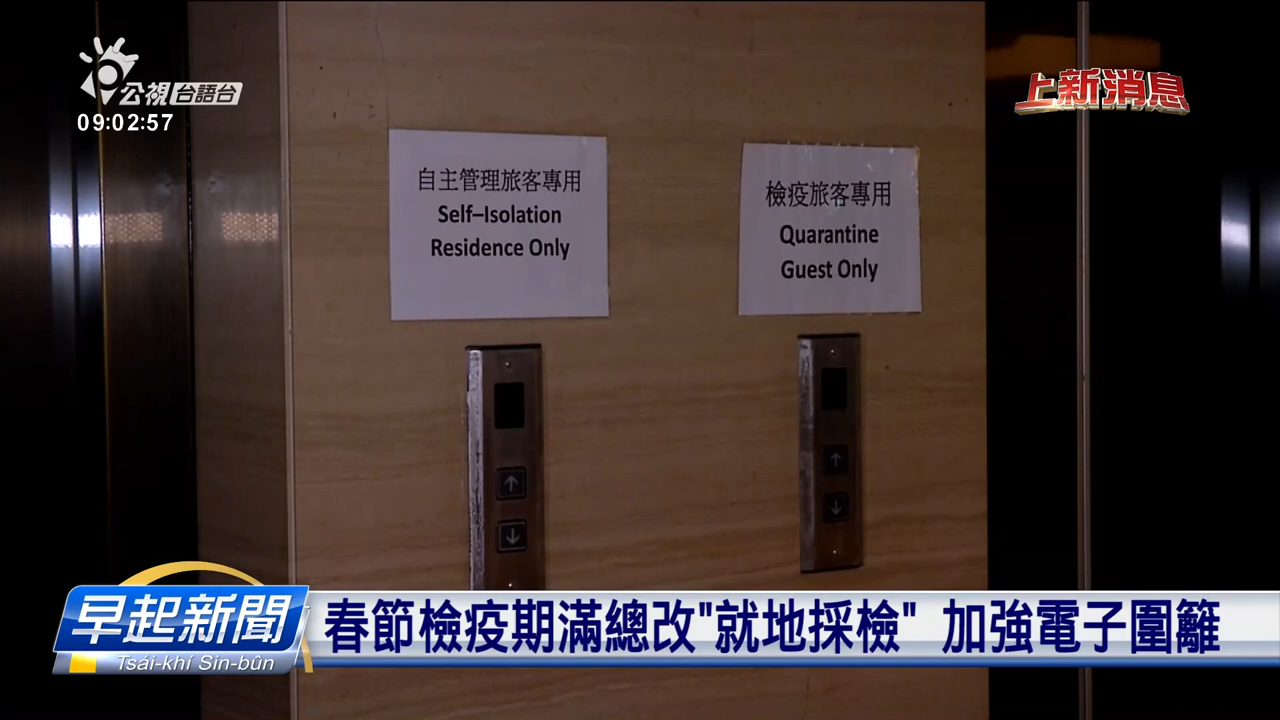 公視台語台
09:02:57
上新消息
自主管理旅客專用
Self–Isolation
Residence Only
檢疫旅客專用
Quarantine
Guest Only
早起新聞
Tsái-khí Sin-bûn
春節檢疫期滿總改"就地採檢" 加強電子圍籬